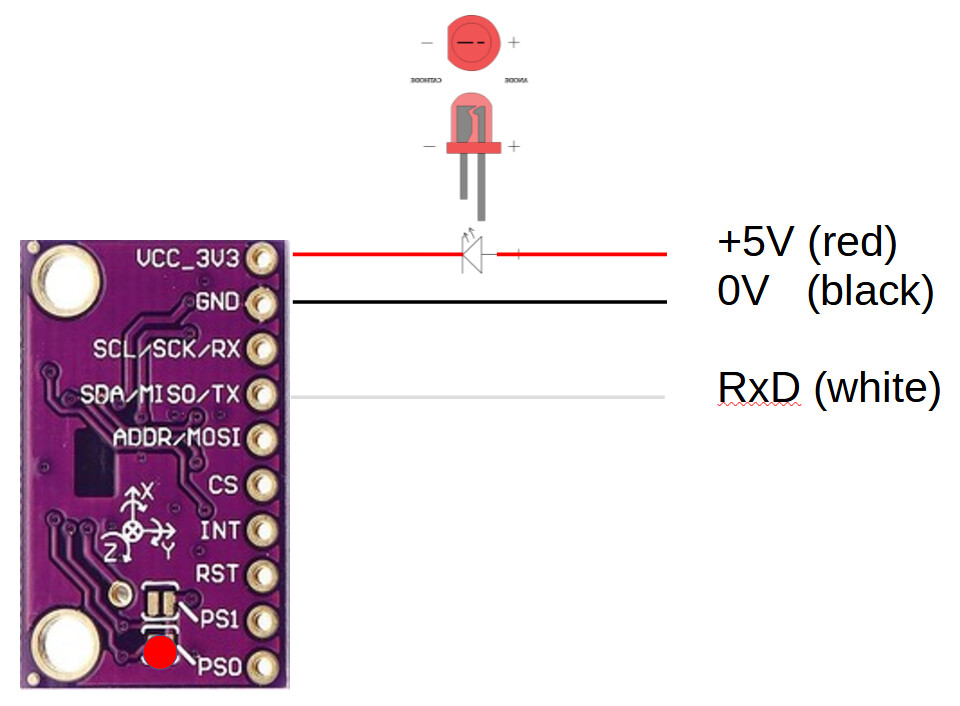 CATHODE ANODE
+5V (red)
0V (black)
RxD (white)
VCC_3V3
GND
SCL/SCK/RX
SDA/MISO/TX
ADDR/MOSI
CS
INT
X
Z
Y
RST
PS1
PS0